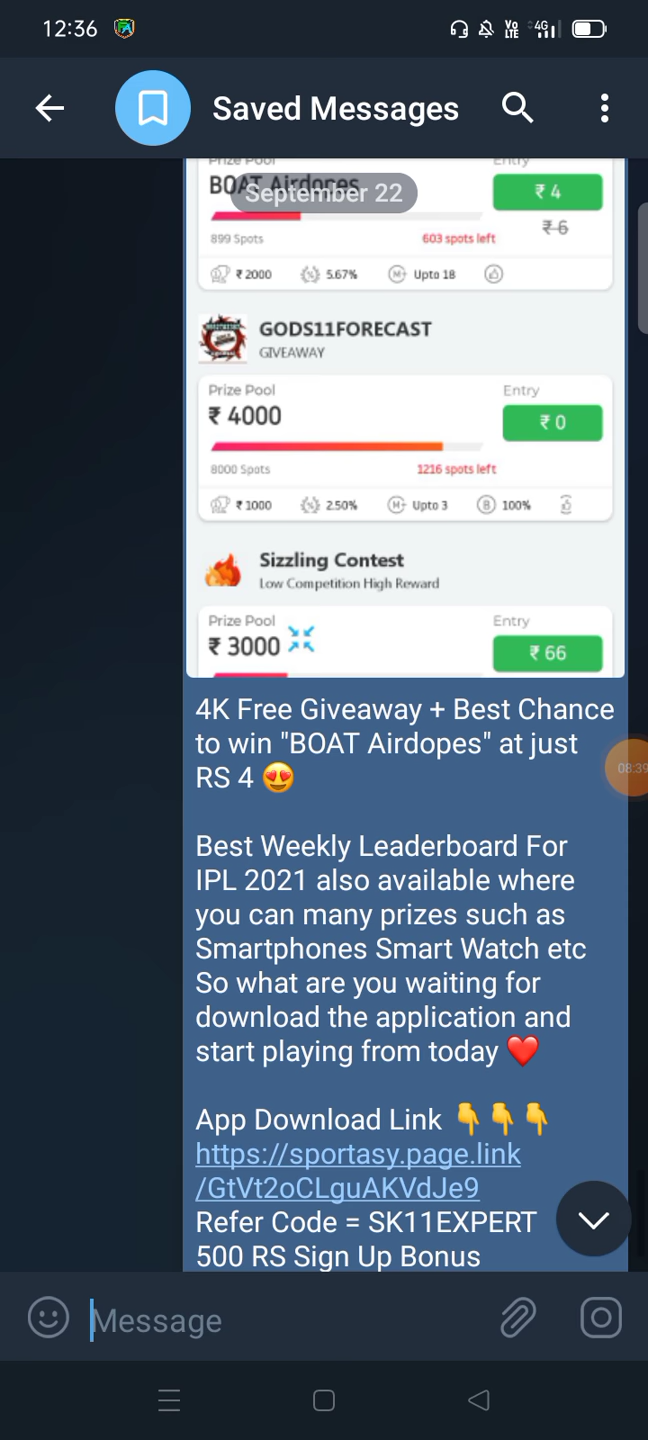 12:36
Vo LTE 4G
Saved Messages
Prize Pool
Entry
BOAT Airdopes
September 22
₹ 4
₹ 6
899 Spots
603 spots left
₹ 2000
5.67%
M Upto 18
GODS11FORECAST
GIVEAWAY
Prize Pool
Entry
₹ 4000
₹ 0
8000 Spots
1216 spots left
₹ 1000
2.50%
M Upto 3
B 100%
Sizzling Contest
Low Competition High Reward
Prize Pool
Entry
₹ 3000
₹ 66
4K Free Giveaway + Best Chance
to win "BOAT Airdopes" at just
RS 4 😍
08:39
Best Weekly Leaderboard For
IPL 2021 also available where
you can many prizes such as
Smartphones Smart Watch etc
So what are you waiting for
download the application and
start playing from today ❤️
App Download Link 👇👇👇
https://sportasy.page.link
/GtVt2oCLguAKVdJe9
Refer Code = SK11EXPERT
500 RS Sign Up Bonus
Message